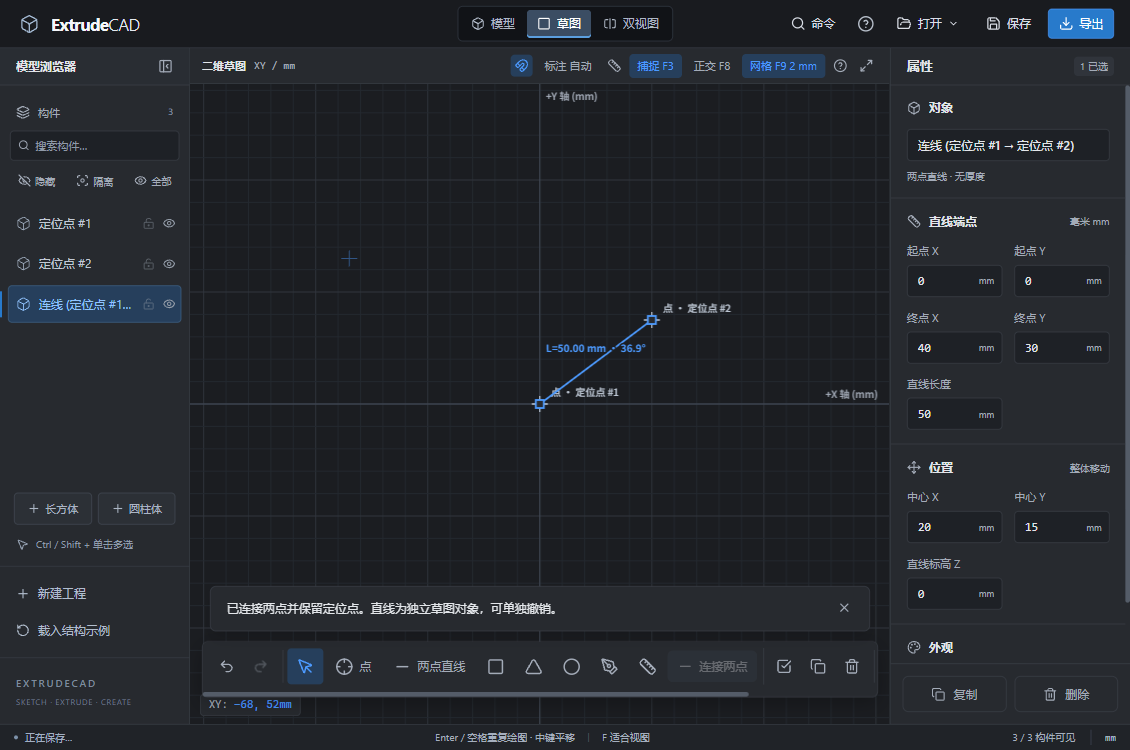 ExtrudeCAD
模型
草图
双视图
命令
打开
保存
导出
模型浏览器
二维草图 XY / mm
标注 自动
捕捉 F3
正交 F8
网格 F9 2 mm
属性
1 已选
构件
3
搜索构件...
隐藏
隔离
全部
定位点 #1
定位点 #2
连线 (定位点 #1...
+Y 轴 (mm)
点 · 定位点 #2
L=50.00 mm · 36.9°
点 · 定位点 #1
+X 轴 (mm)
对象
连线 (定位点 #1 → 定位点 #2)
两点直线 · 无厚度
直线端点
毫米 mm
起点 X
起点 Y
0 mm
0 mm
终点 X
终点 Y
40 mm
30 mm
直线长度
50 mm
位置
整体移动
中心 X
中心 Y
20 mm
15 mm
直线标高 Z
0 mm
外观
复制
删除
长方体
圆柱体
Ctrl / Shift + 单击多选
新建工程
载入结构示例
EXTRUDECAD
SKETCH · EXTRUDE · CREATE
已连接两点并保留定位点。直线为独立草图对象，可单独撤销。
点
两点直线
连接两点
XY: −68, 52mm
正在保存...
Enter / 空格重复绘图 · 中键平移
F 适合视图
3 / 3 构件可见
mm